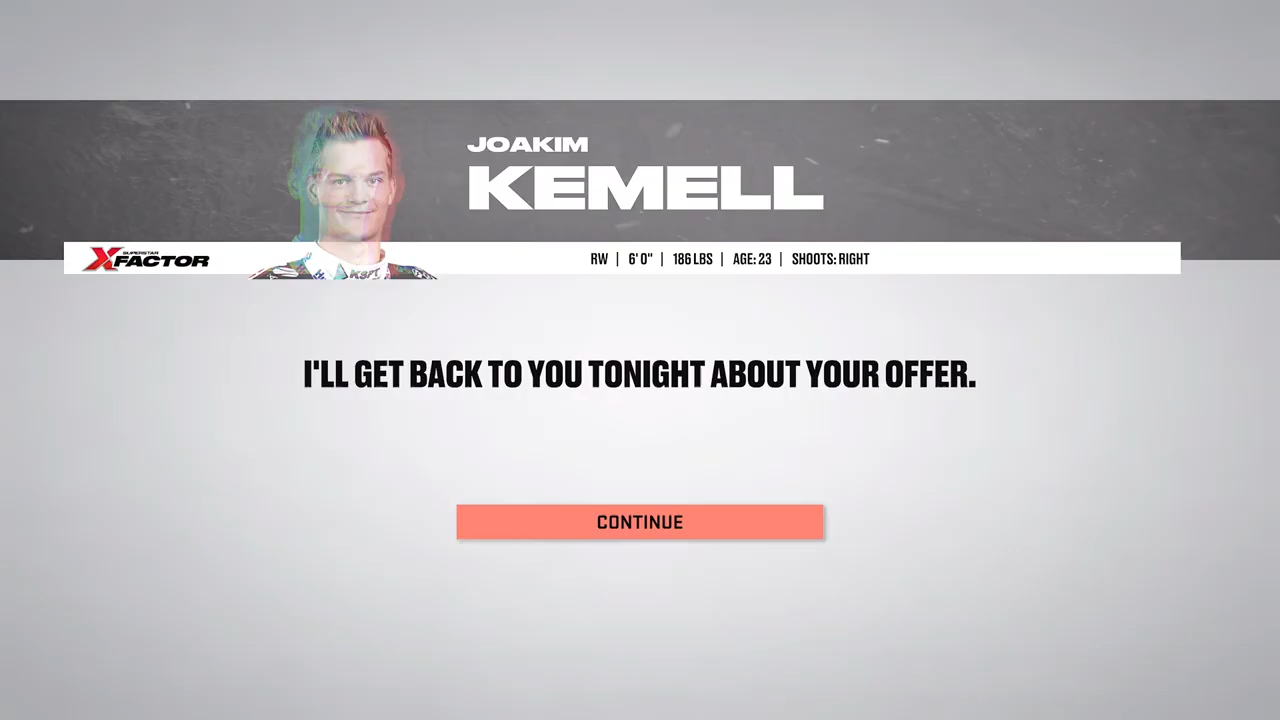 JOAKIM
KEMELL
SUPERSTAR
XFACTOR
RW | 6' 0" | 186 LBS | AGE: 23 | SHOOTS: RIGHT
I'LL GET BACK TO YOU TONIGHT ABOUT YOUR OFFER.
CONTINUE